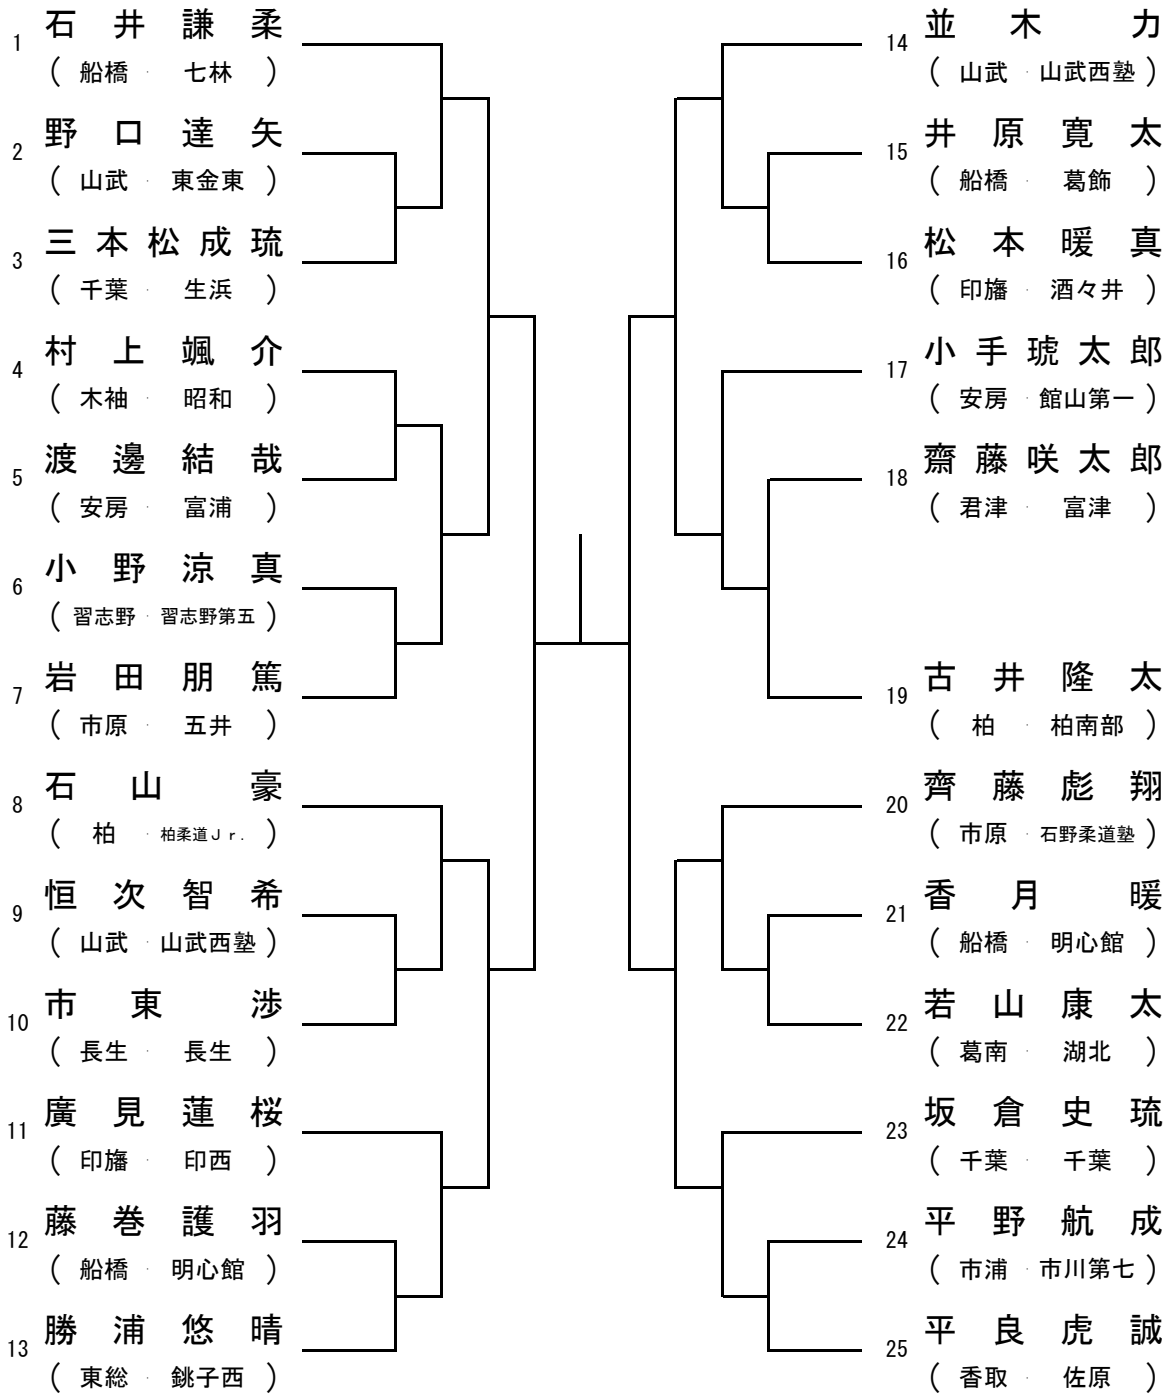 1 石井謙柔
（船橋・七林）
2 野口達矢
（山武・東金東）
3 三本松成琉
（千葉・生浜）
4 村上颯介
（木袖・昭和）
5 渡邊結哉
（安房・富浦）
6 小野涼真
（習志野・習志野第五）
7 岩田朋篤
（市原・五井）
8 石山豪
（柏・柏柔道Ｊｒ.）
9 恒次智希
（山武・山武西塾）
10 市東渉
（長生・長生）
11 廣見蓮桜
（印旛・印西）
12 藤巻護羽
（船橋・明心館）
13 勝浦悠晴
（東総・銚子西）
14 並木力
（山武・山武西塾）
15 井原寛太
（船橋・葛飾）
16 松本暖真
（印旛・酒々井）
17 小手琥太郎
（安房・館山第一）
18 齋藤咲太郎
（君津・富津）
19 古井隆太
（柏・柏南部）
20 齊藤彪翔
（市原・石野柔道塾）
21 香月暖
（船橋・明心館）
22 若山康太
（葛南・湖北）
23 坂倉史琉
（千葉・千葉）
24 平野航成
（市浦・市川第七）
25 平良虎誠
（香取・佐原）